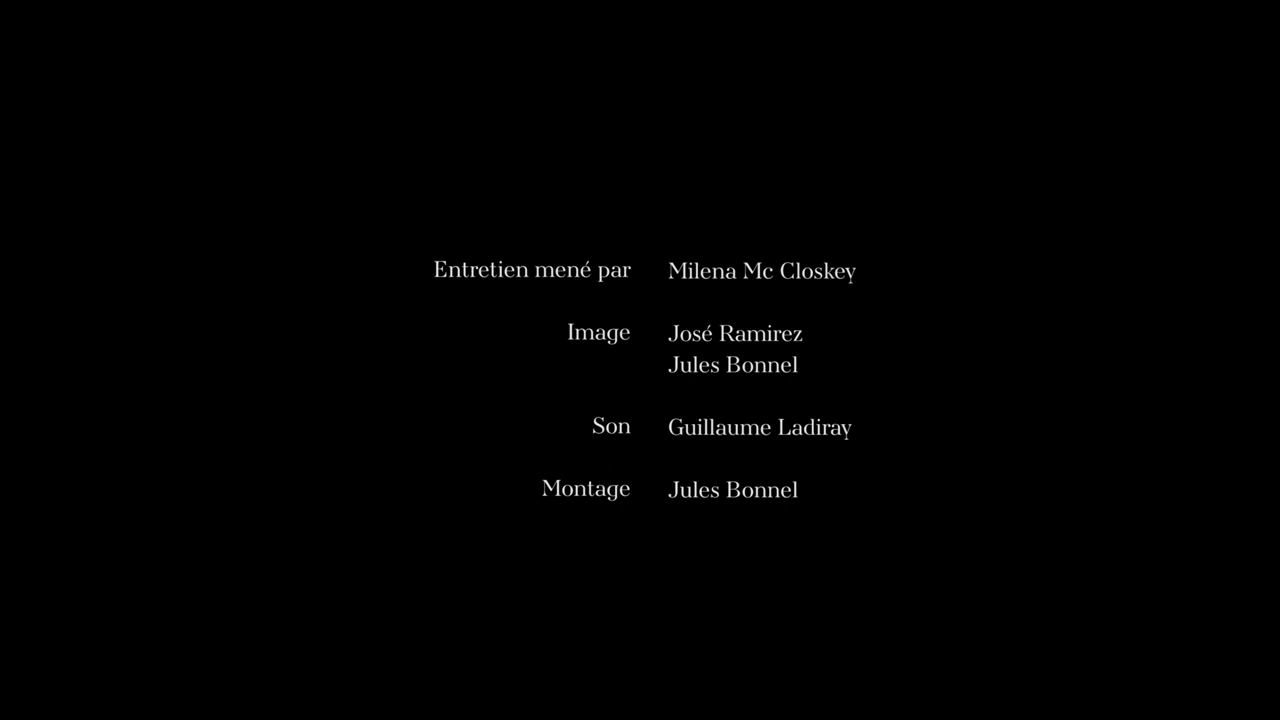 Entretien mené par Milena Mc Closkey
Image José Ramirez
Jules Bonnel
Son Guillaume Ladiray
Montage Jules Bonnel